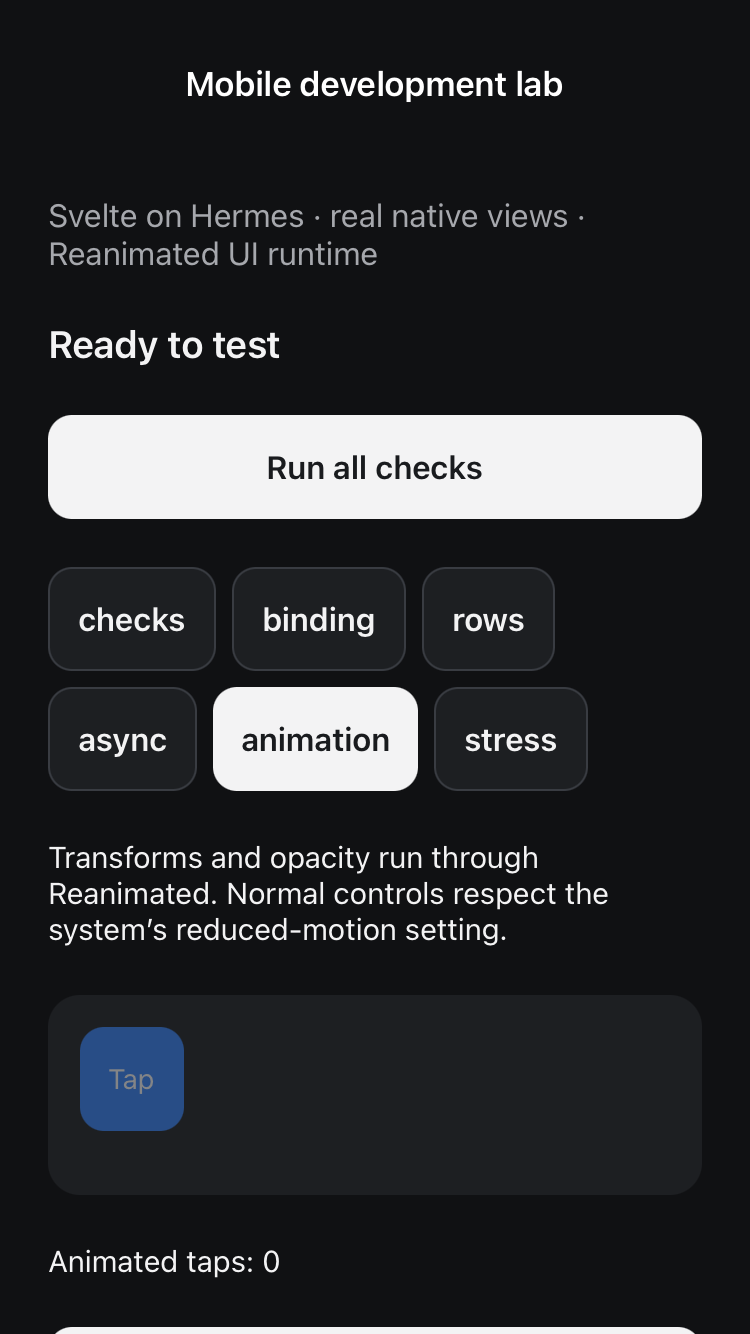 Mobile development lab
Svelte on Hermes · real native views ·
Reanimated UI runtime
Ready to test
Run all checks
checks
binding
rows
async
animation
stress
Transforms and opacity run through
Reanimated. Normal controls respect the
system’s reduced-motion setting.
Tap
Animated taps: 0